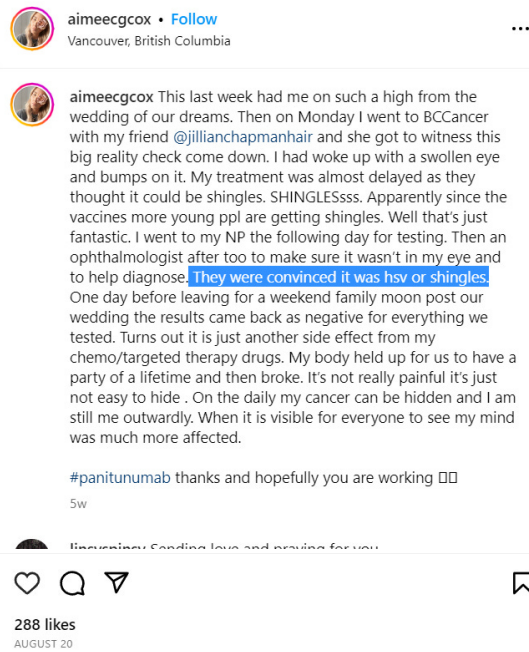 aimeecgcox • Follow
Vancouver, British Columbia
aimeecgcox This last week had me on such a high from the
wedding of our dreams. Then on Monday I went to BCCancer
with my friend @jillianchapmanhair and she got to witness this
big reality check come down. I had woke up with a swollen eye
and bumps on it. My treatment was almost delayed as they
thought it could be shingles. SHINGLESsss. Apparently since the
vaccines more young ppl are getting shingles. Well that's just
fantastic. I went to my NP the following day for testing. Then an
ophthalmologist after too to make sure it wasn't in my eye and
to help diagnose. They were convinced it was hsv or shingles.
One day before leaving for a weekend family moon post our
wedding the results came back as negative for everything we
tested. Turns out it is just another side effect from my
chemo/targeted therapy drugs. My body held up for us to have a
party of a lifetime and then broke. It's not really painful it's just
not easy to hide . On the daily my cancer can be hidden and I am
still me outwardly. When it is visible for everyone to see my mind
was much more affected.
#panitunumab thanks and hopefully you are working
5w
Sending love and praying for you
288 likes
AUGUST 20